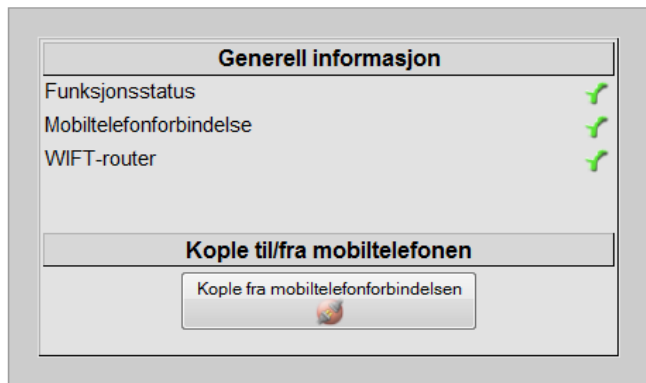 Generell informasjon
Funksjonsstatus
Mobiltelefonforbindelse
WIFT-router
Kople til/fra mobiltelefonen
Kople fra mobiltelefonforbindelsen